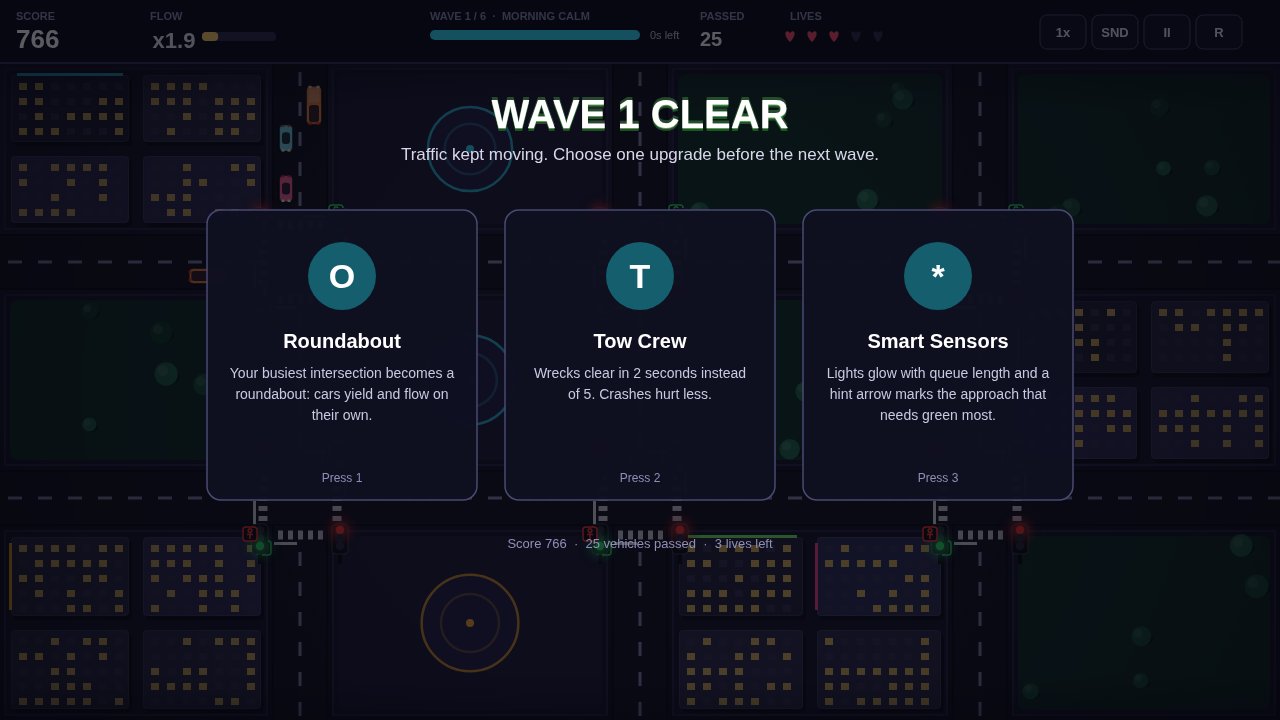 SCORE
766
FLOW
x1.9
WAVE 1 / 6 · MORNING CALM
0s left
PASSED
25
LIVES
1x
SND
II
R
WAVE 1 CLEAR
Traffic kept moving. Choose one upgrade before the next wave.
O
Roundabout
Your busiest intersection becomes a
roundabout: cars yield and flow on
their own.
Press 1
T
Tow Crew
Wrecks clear in 2 seconds instead
of 5. Crashes hurt less.
Press 2
*
Smart Sensors
Lights glow with queue length and a
hint arrow marks the approach that
needs green most.
Press 3
Score 766 · 25 vehicles passed · 3 lives left